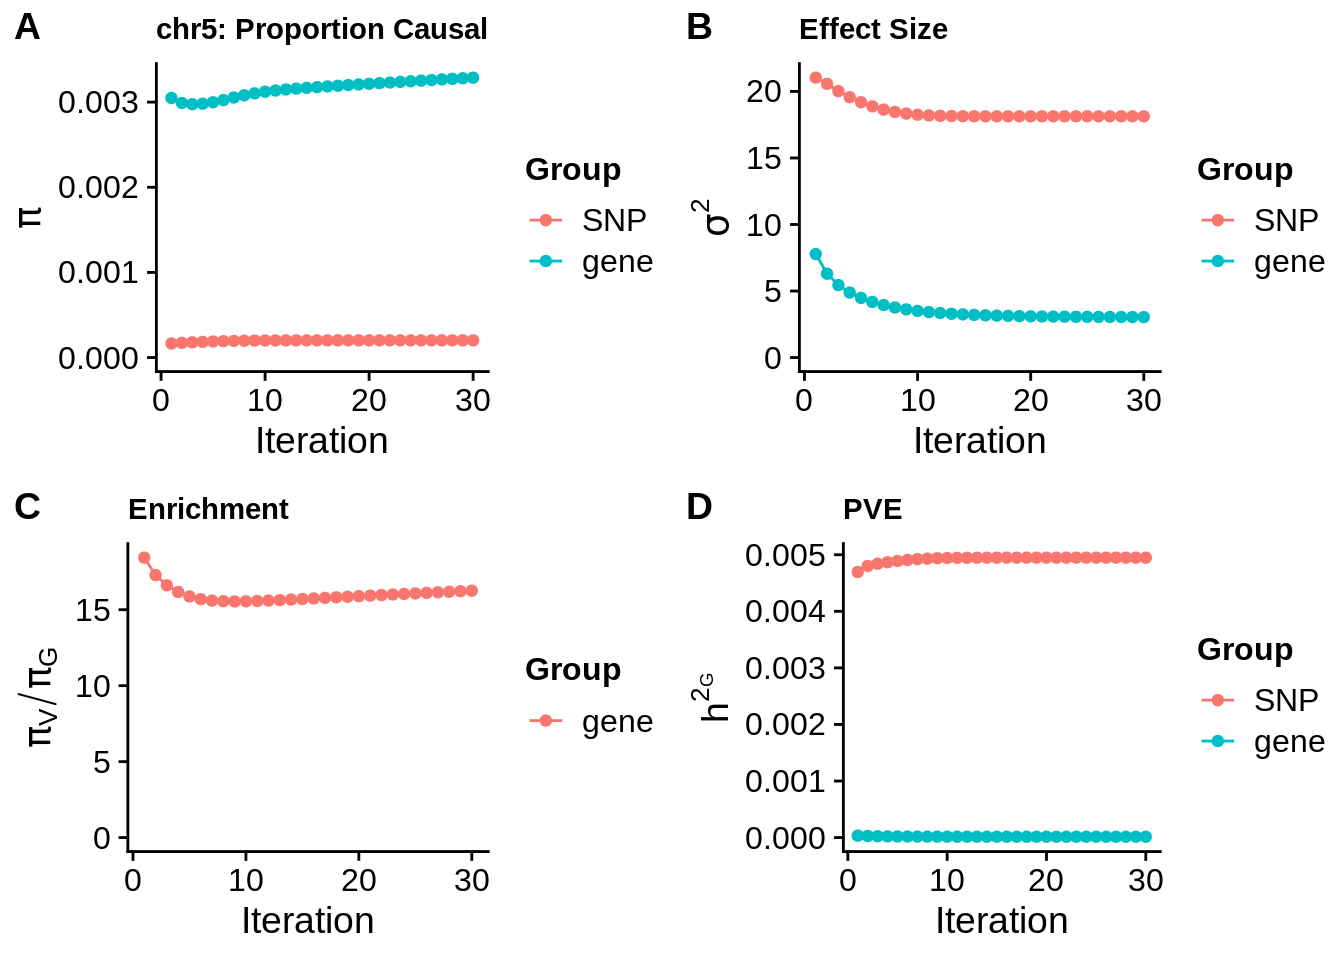 A
chr5: Proportion Causal
π
0.003
0.002
0.001
0.000
0 10 20 30
Iteration
Group
SNP
gene
B
Effect Size
σ²
20
15
10
5
0
0 10 20 30
Iteration
Group
SNP
gene
C
Enrichment
πV/πG
15
10
5
0
0 10 20 30
Iteration
Group
gene
D
PVE
h²G
0.005
0.004
0.003
0.002
0.001
0.000
0 10 20 30
Iteration
Group
SNP
gene